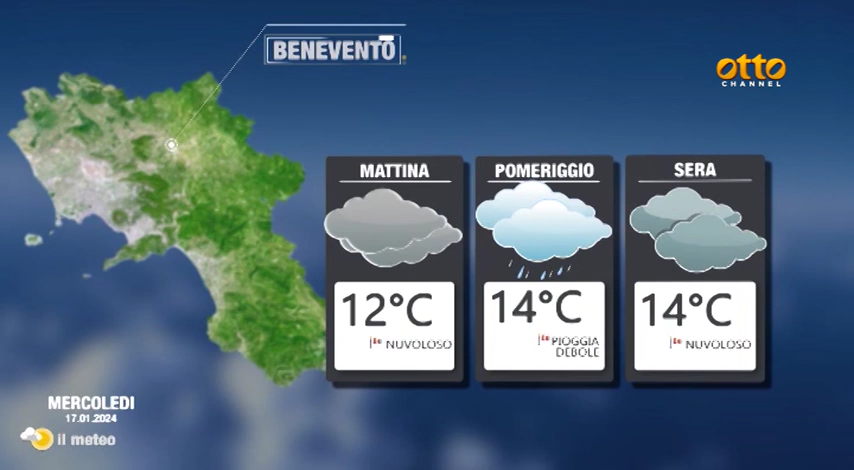 BENEVENTO
otto
CHANNEL
MATTINA
12°C
NUVOLOSO
POMERIGGIO
14°C
PIOGGIA
DEBOLE
SERA
14°C
NUVOLOSO
MERCOLEDI
17.01.2024
il meteo